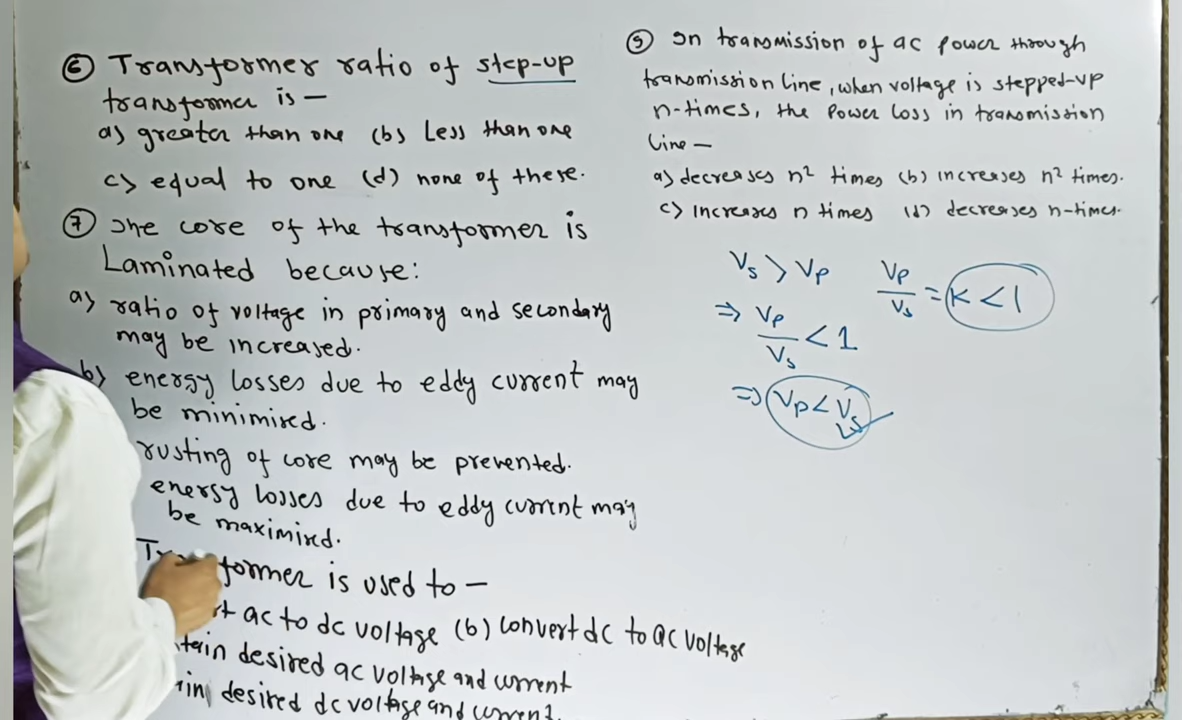 ⑥ Transformer ratio of step-up
transformer is —
a) greater than one (b) Less than one
c) equal to one (d) none of these.
⑦ The core of the transformer is
Laminated because:
a) ratio of voltage in primary and secondary
may be increased.
b) energy losses due to eddy current may
be minimized.
rusting of core may be prevented.
energy losses due to eddy current may
be maximized.
Transformer is used to —
ac to dc voltage (b) convert dc to ac voltage
desired ac voltage and current
desired dc voltage and current.
⑨ In transmission of ac power through
transmission line, when voltage is stepped-up
n-times, the power loss in transmission
line —
a) decreases n² times (b) increases n² times.
c) increases n times (d) decreases n-times.
Vs > Vp
Vp/Vs = K < 1
⇒ Vp/Vs < 1
⇒ Vp < Vs